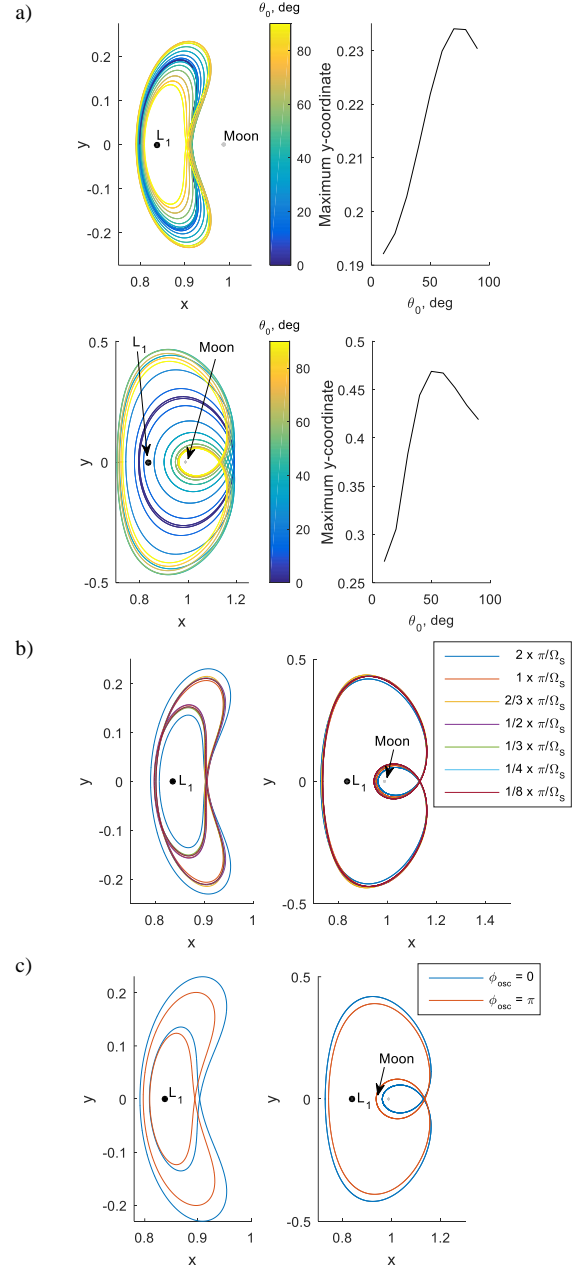 a)
θ0, deg
0.2
0.1
0
-0.1
-0.2
y
L1
Moon
0.8 0.9 1
x
80
60
40
20
0
Maximum y-coordinate
0.23
0.22
0.21
0.2
0.19
0 50 100
θ0, deg
θ0, deg
0.5
0
-0.5
y
L1
Moon
0.8 1 1.2
x
80
60
40
20
0
Maximum y-coordinate
0.5
0.45
0.4
0.35
0.3
0.25
0 50 100
θ0, deg
b)
0.2
0.1
0
-0.1
-0.2
y
L1
0.8 0.9 1
x
0.5
0
-0.5
y
Moon
L1
0.8 1 1.2 1.4
x
2 x π/ΩS
1 x π/ΩS
2/3 x π/ΩS
1/2 x π/ΩS
1/3 x π/ΩS
1/4 x π/ΩS
1/8 x π/ΩS
c)
0.2
0.1
0
-0.1
-0.2
y
L1
0.8 0.9 1
x
0.5
0
-0.5
y
Moon
L1
0.8 1 1.2
x
ϕosc = 0
ϕosc = π